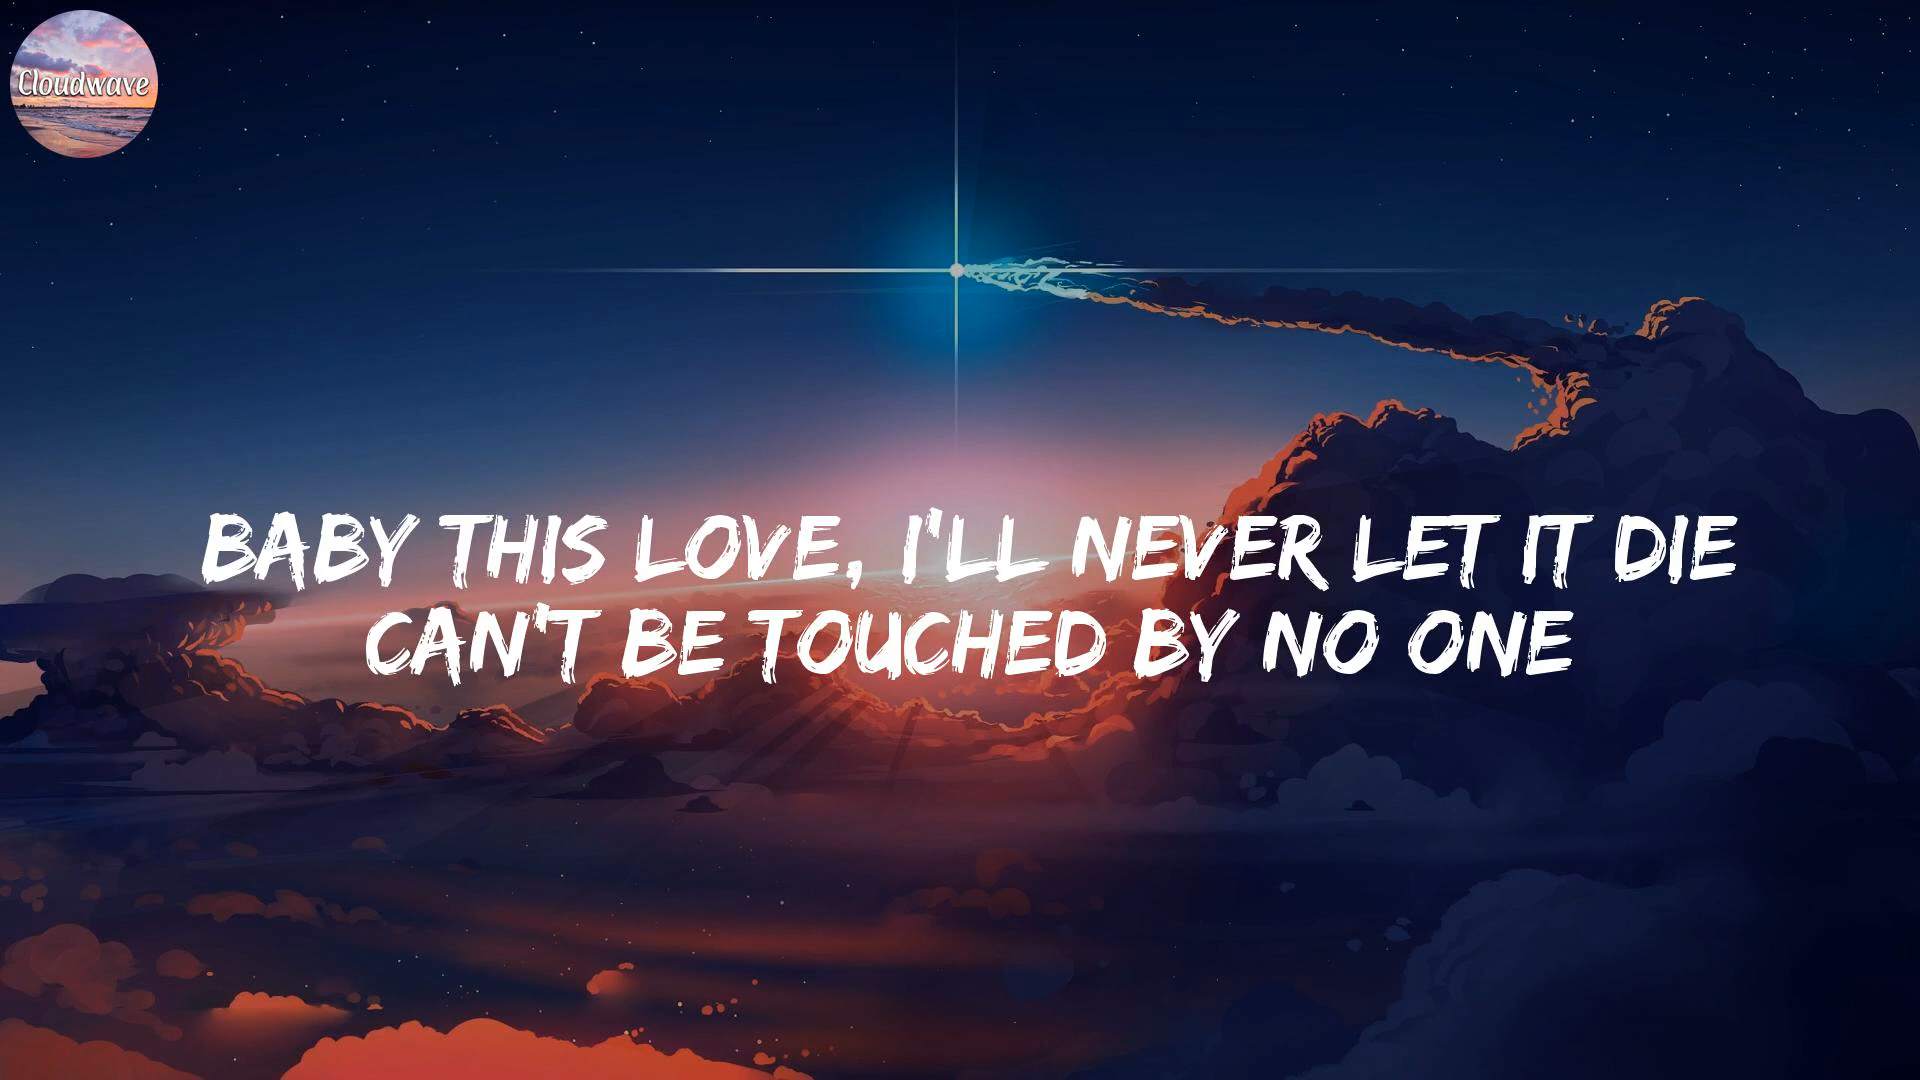 Cloudwave
BABY THIS LOVE, I'LL NEVER LET IT DIE
CAN'T BE TOUCHED BY NO ONE